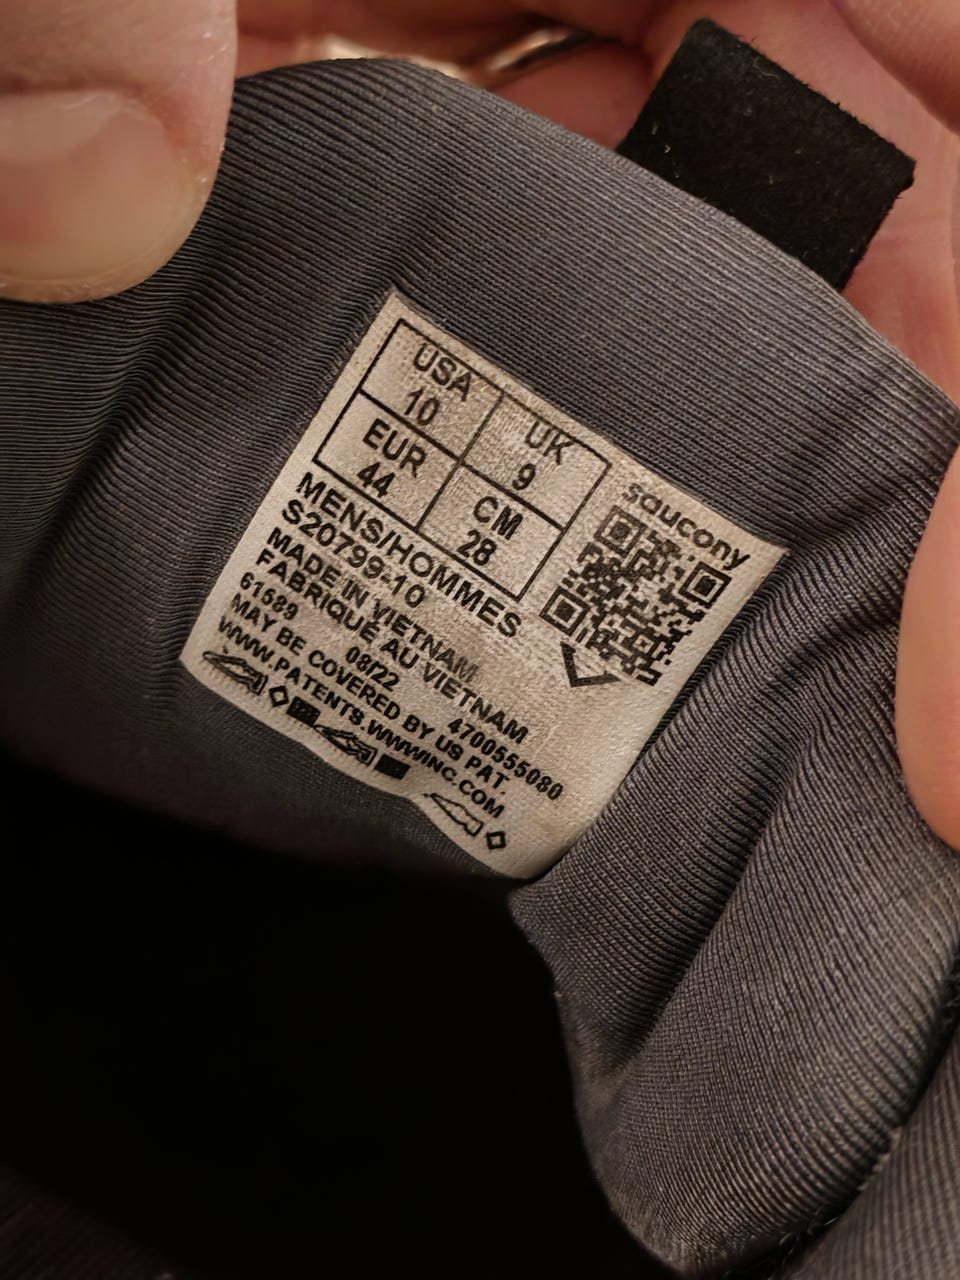 USA
10
UK
9
EUR
44
CM
28
saucony
MENS/HOMMES
S20799-10
MADE IN VIETNAM
FABRIQUÉ AU VIETNAM
61689 08/22 4700555080
MAY BE COVERED BY US PAT.
WWW.PATENTS.WWWINC.COM